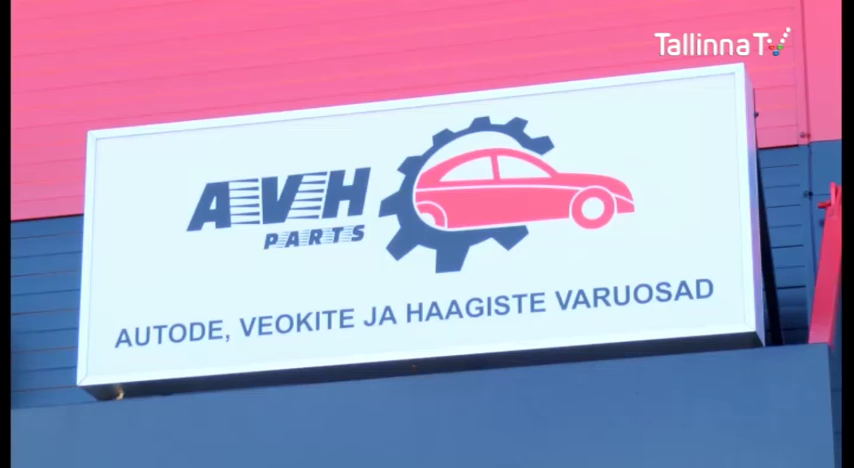 Tallinna TV
AVH
PARTS
AUTODE, VEOKITE JA HAAGISTE VARUOSAD